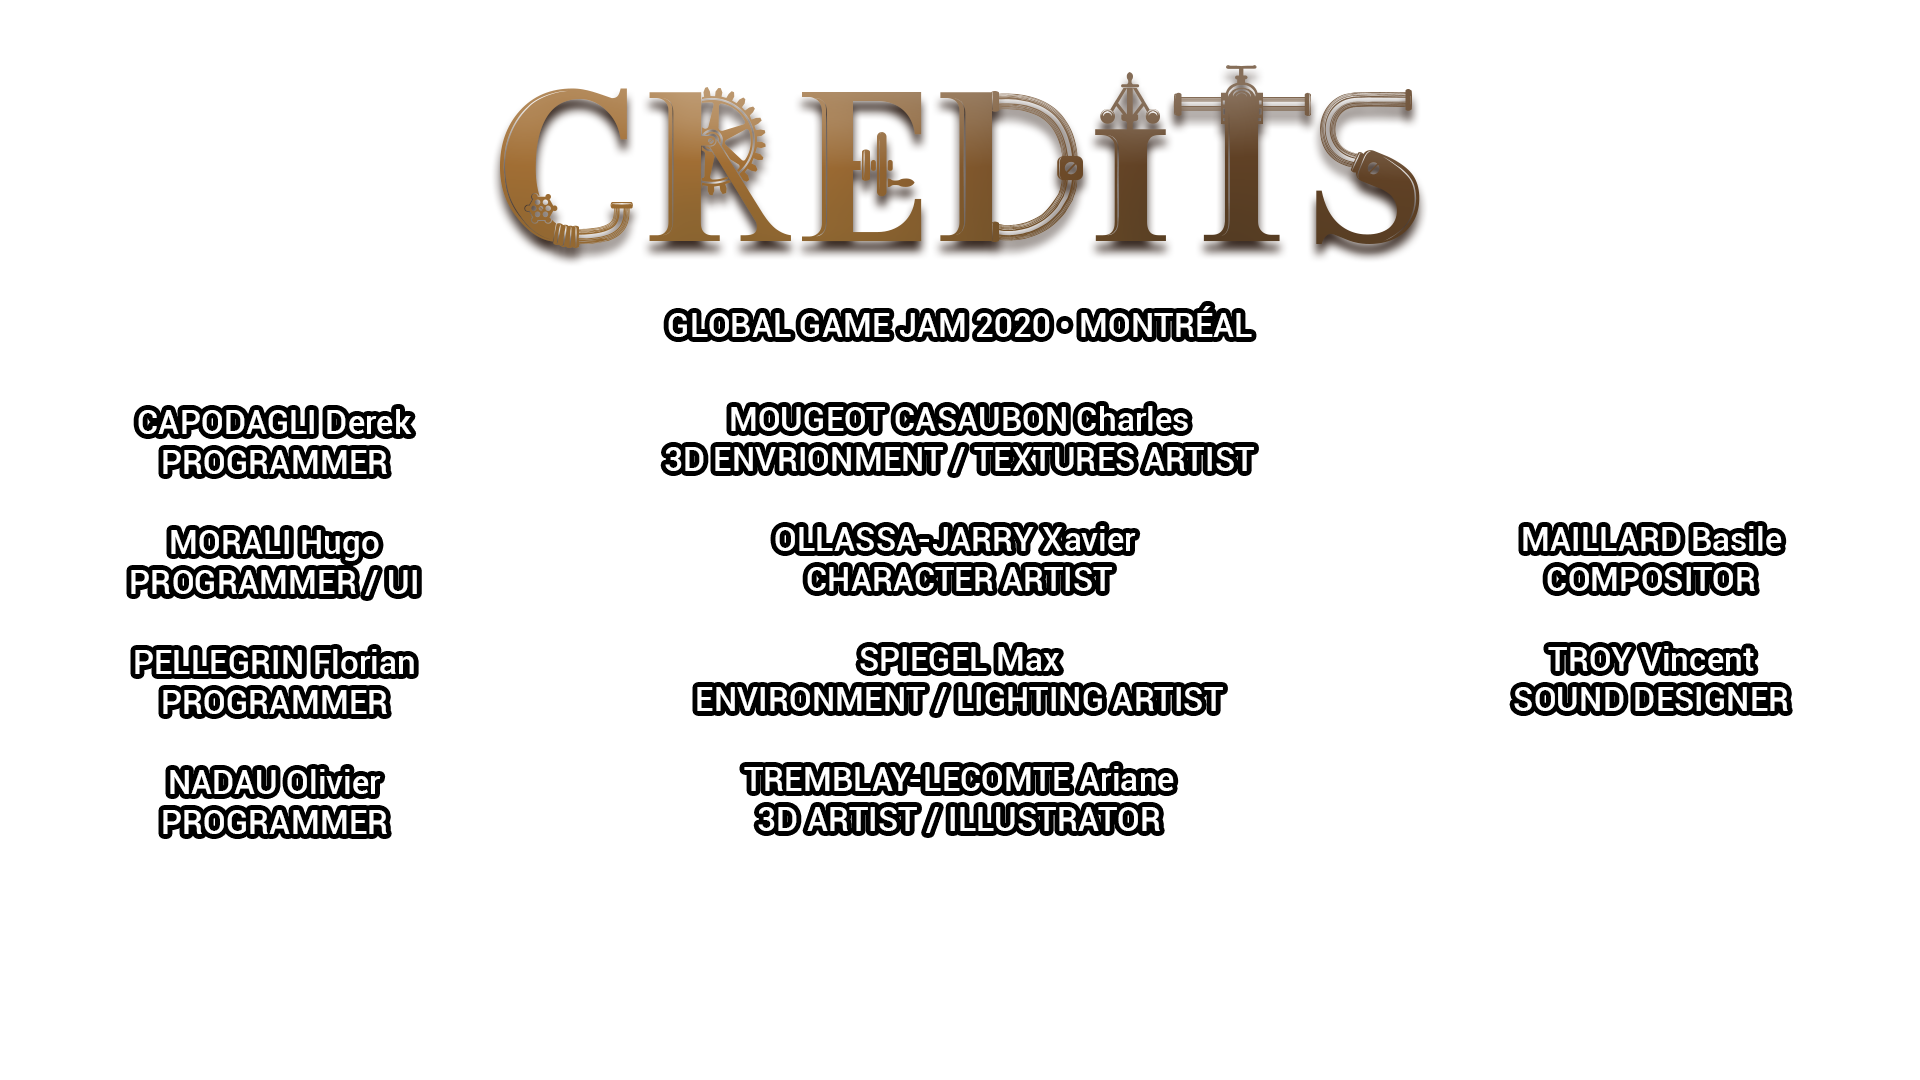 CREDiTS
GLOBAL GAME JAM 2020 • MONTRÉAL
CAPODAGLI Derek
PROGRAMMER
MORALI Hugo
PROGRAMMER / UI
PELLEGRIN Florian
PROGRAMMER
NADAU Olivier
PROGRAMMER
MOUGEOT CASAUBON Charles
3D ENVRIONMENT / TEXTURES ARTIST
OLLASSA-JARRY Xavier
CHARACTER ARTIST
SPIEGEL Max
ENVIRONMENT / LIGHTING ARTIST
TREMBLAY-LECOMTE Ariane
3D ARTIST / ILLUSTRATOR
MAILLARD Basile
COMPOSITOR
TROY Vincent
SOUND DESIGNER